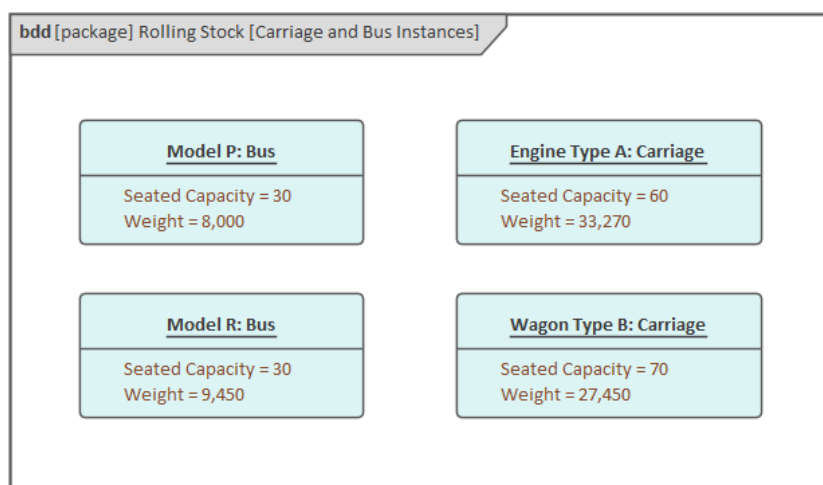 bdd [package] Rolling Stock [Carriage and Bus Instances]
Model P: Bus
Seated Capacity = 30
Weight = 8,000
Engine Type A: Carriage
Seated Capacity = 60
Weight = 33,270
Model R: Bus
Seated Capacity = 30
Weight = 9,450
Wagon Type B: Carriage
Seated Capacity = 70
Weight = 27,450